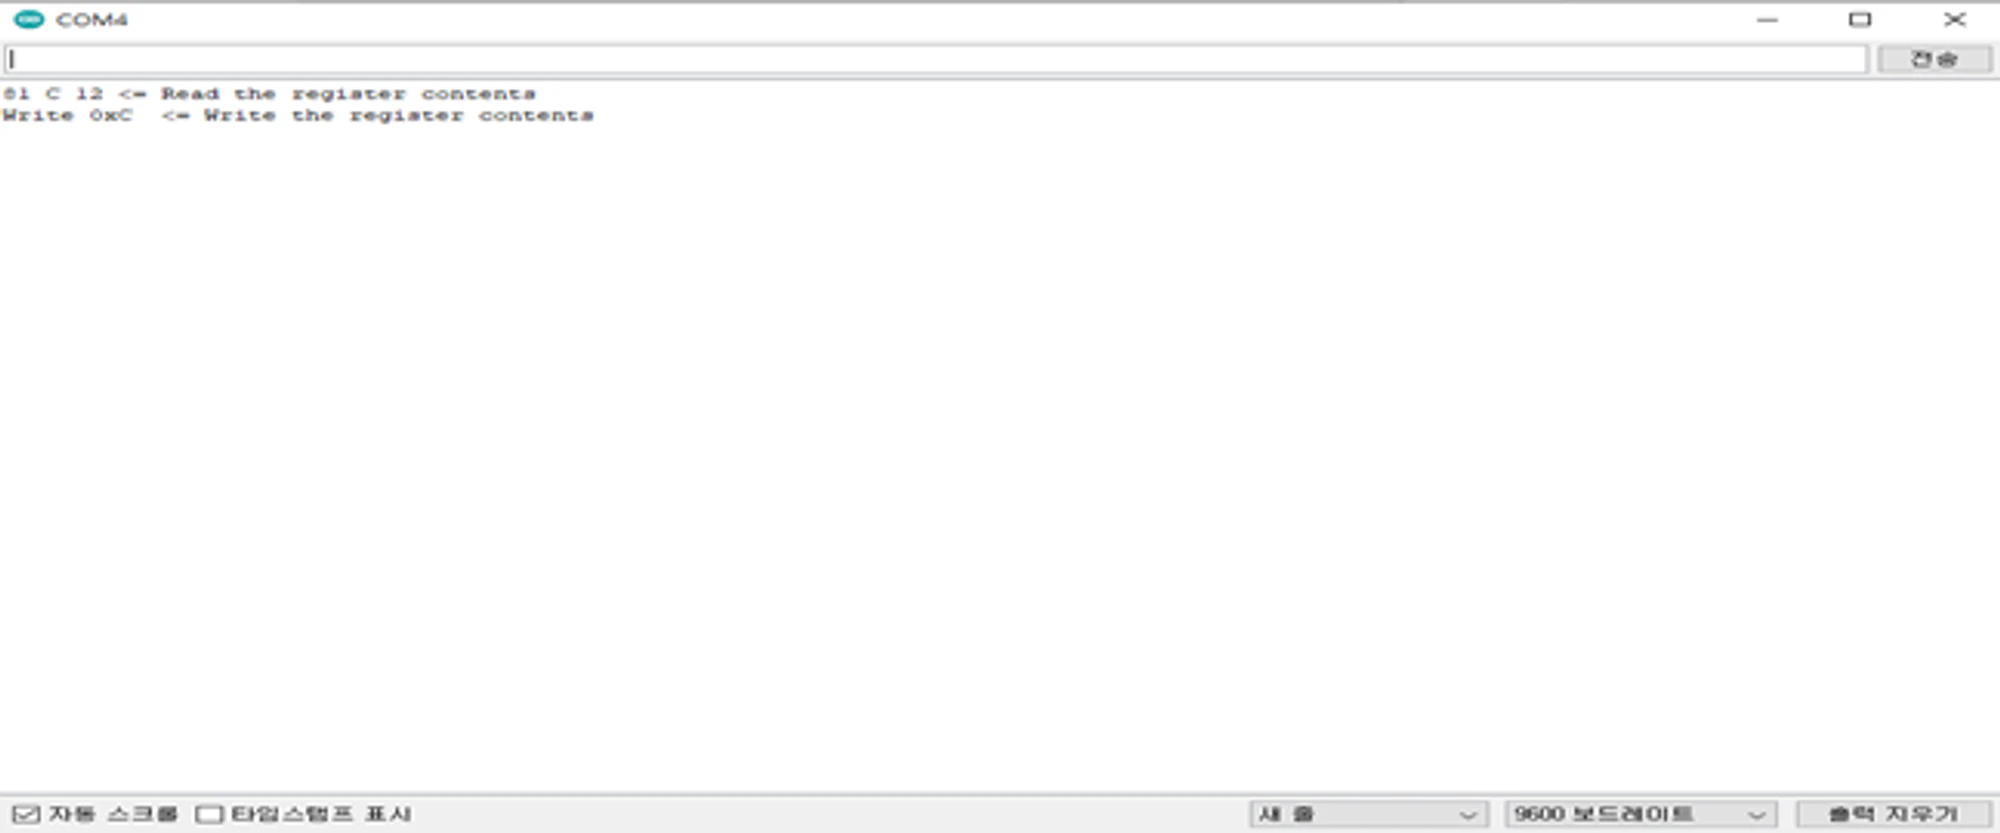 COM4
전송
81 C 12 <= Read the register contents
Write 0xC  <= Write the register contents
자동 스크롤 타임스탬프 표시
새 줄
9600 보드레이트
출력 지우기